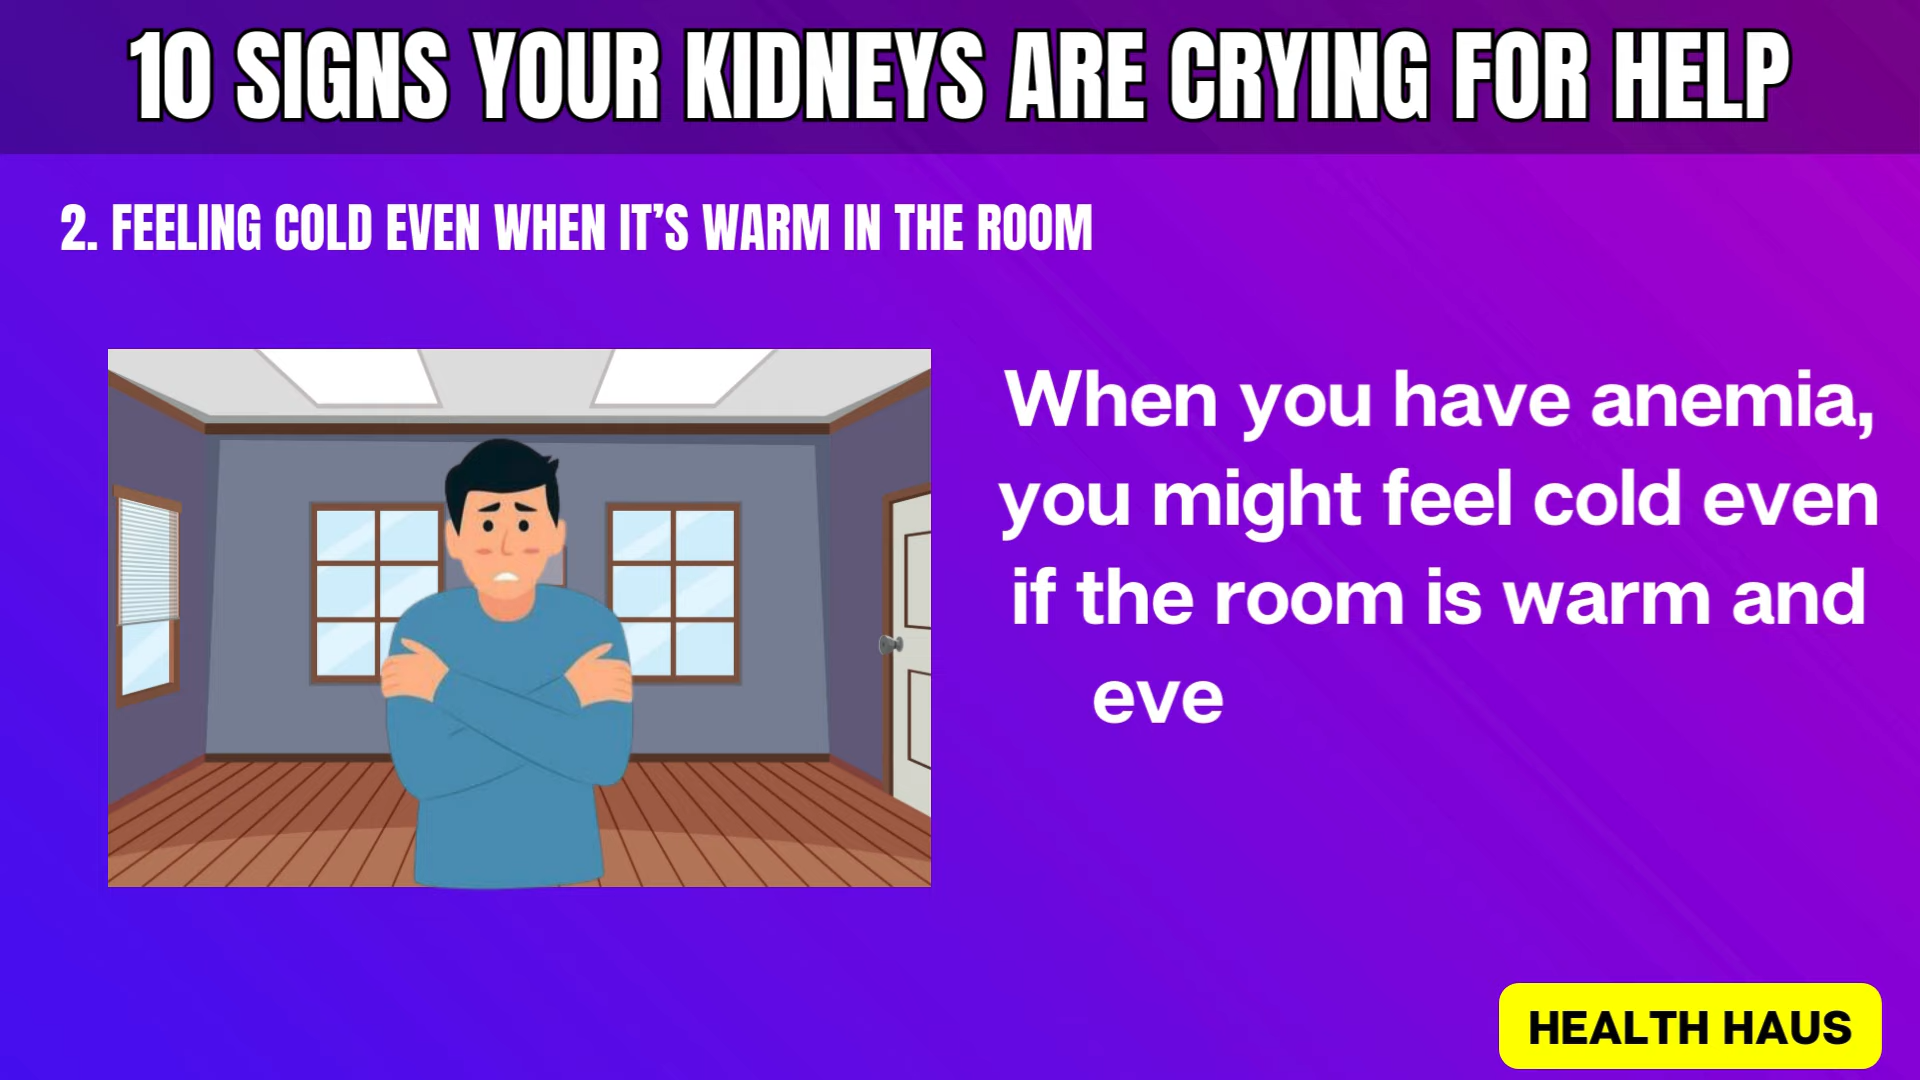 10 SIGNS YOUR KIDNEYS ARE CRYING FOR HELP
2. FEELING COLD EVEN WHEN IT’S WARM IN THE ROOM
When you have anemia,
you might feel cold even
if the room is warm and
eve
HEALTH HAUS